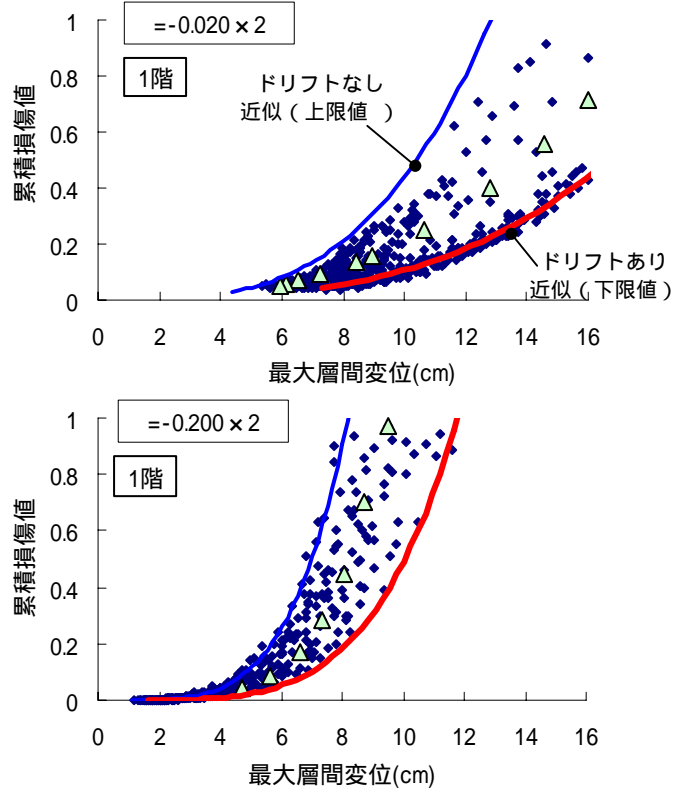 =-0.020×2
1階
ドリフトなし
近似(上限値 )
ドリフトあり
近似(下限値)
累積損傷値
1
0.8
0.6
0.4
0.2
0
0 2 4 6 8 10 12 14 16
最大層間変位(cm)
=-0.200×2
1階
累積損傷値
1
0.8
0.6
0.4
0.2
0
0 2 4 6 8 10 12 14 16
最大層間変位(cm)